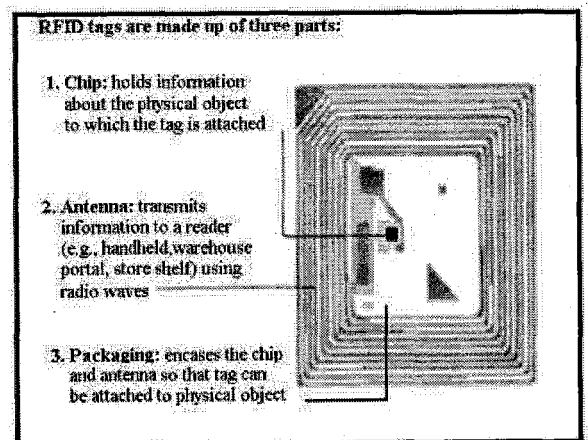 RFID tags are made up of three parts:
1. Chip: holds information
about the physical object
to which the tag is attached
2. Antenna: transmits
information to a reader
(e.g., handheld,warehouse
portal, store shelf) using
radio waves
3. Packaging: encases the chip
and antenna so that tag can
be attached to physical object